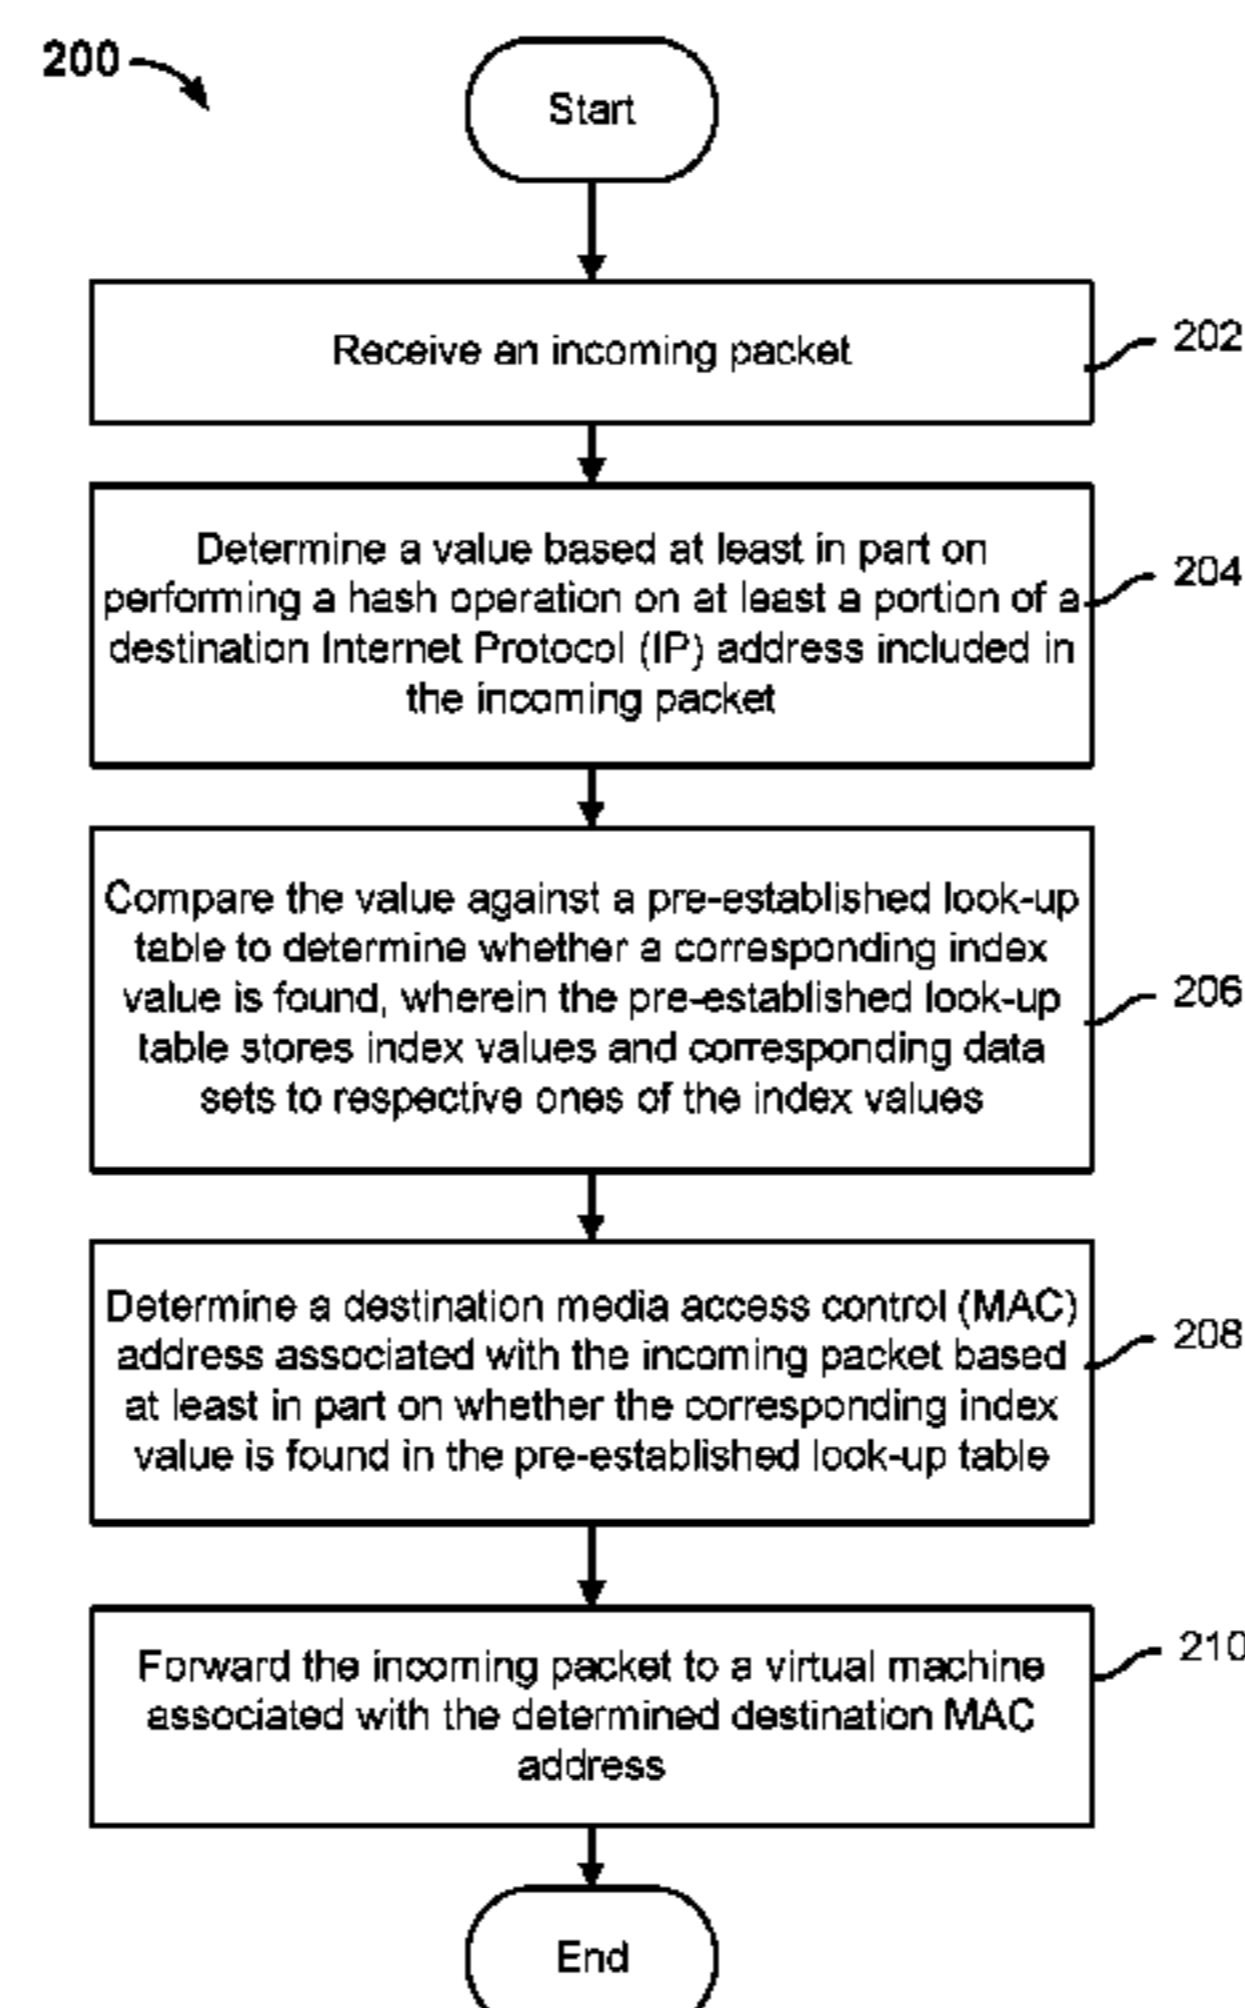 200
Start
Receive an incoming packet
202
Determine a value based at least in part on
performing a hash operation on at least a portion of a
destination Internet Protocol (IP) address included in
the incoming packet
204
Compare the value against a pre-established look-up
table to determine whether a corresponding index
value is found, wherein the pre-established look-up
table stores index values and corresponding data
sets to respective ones of the index values
206
Determine a destination media access control (MAC)
address associated with the incoming packet based
at least in part on whether the corresponding index
value is found in the pre-established look-up table
208
Forward the incoming packet to a virtual machine
associated with the determined destination MAC
address
210
End